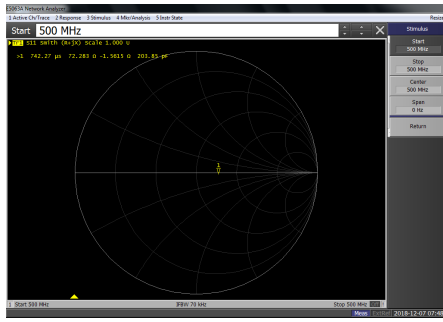 E5063A Network Analyzer
1 Active Ch/Trace 2 Response 3 Stimulus 4 Mkr/Analysis 5 Instr State
Start 500 MHz
Tr1 S11 Smith (R+jX) Scale 1.000 U
>1 742.27 µs 72.283 Ω -1.5615 Ω 203.85 pF
1
Stimulus
Start
500 MHz
Stop
500 MHz
Center
500 MHz
Span
0 Hz
Return
1 Start 500 MHz IFBW 70 kHz Stop 500 MHz
Meas ExtRef 2018-12-07 07:48